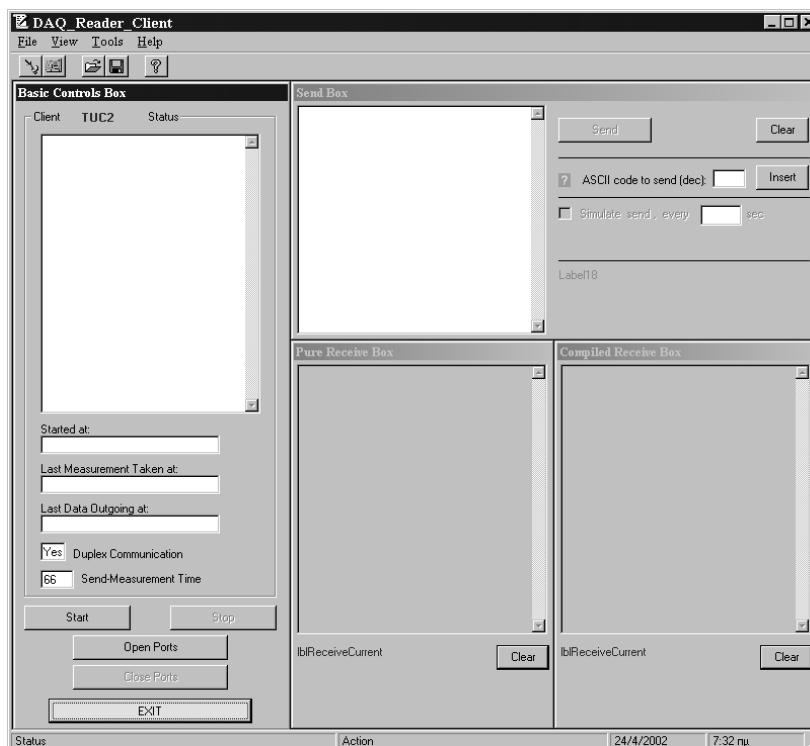 DAQ_Reader_Client
File View Tools Help
Basic Controls Box
Client TUC2 Status
Started at:
Last Measurement Taken at:
Last Data Outgoing at:
Yes Duplex Communication
66 Send-Measurement Time
Start Stop
Open Ports
Close Ports
EXIT
Send Box
Send Clear
? ASCII code to send (dec): Insert
Simulate send , every sec
Label18
Pure Receive Box
lblReceiveCurrent Clear
Compiled Receive Box
lblReceiveCurrent Clear
Status Action 24/4/2002 7:32 πμ